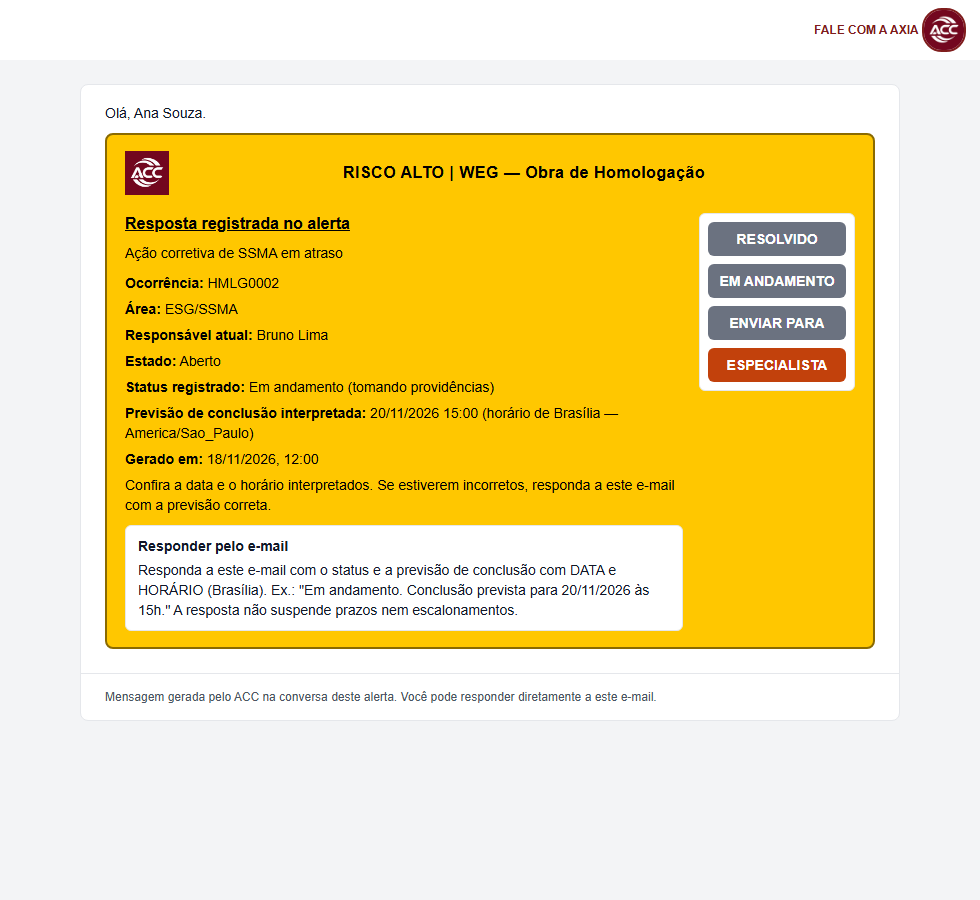 FALE COM A AXIA
ACC
Olá, Ana Souza.
ACC
RISCO ALTO | WEG — Obra de Homologação
Resposta registrada no alerta
Ação corretiva de SSMA em atraso
Ocorrência: HMLG0002
Área: ESG/SSMA
Responsável atual: Bruno Lima
Estado: Aberto
Status registrado: Em andamento (tomando providências)
Previsão de conclusão interpretada: 20/11/2026 15:00 (horário de Brasília —
America/Sao_Paulo)
Gerado em: 18/11/2026, 12:00
Confira a data e o horário interpretados. Se estiverem incorretos, responda a este e-mail
com a previsão correta.
Responder pelo e-mail
Responda a este e-mail com o status e a previsão de conclusão com DATA e
HORÁRIO (Brasília). Ex.: "Em andamento. Conclusão prevista para 20/11/2026 às
15h." A resposta não suspende prazos nem escalonamentos.
RESOLVIDO
EM ANDAMENTO
ENVIAR PARA
ESPECIALISTA
Mensagem gerada pelo ACC na conversa deste alerta. Você pode responder diretamente a este e-mail.